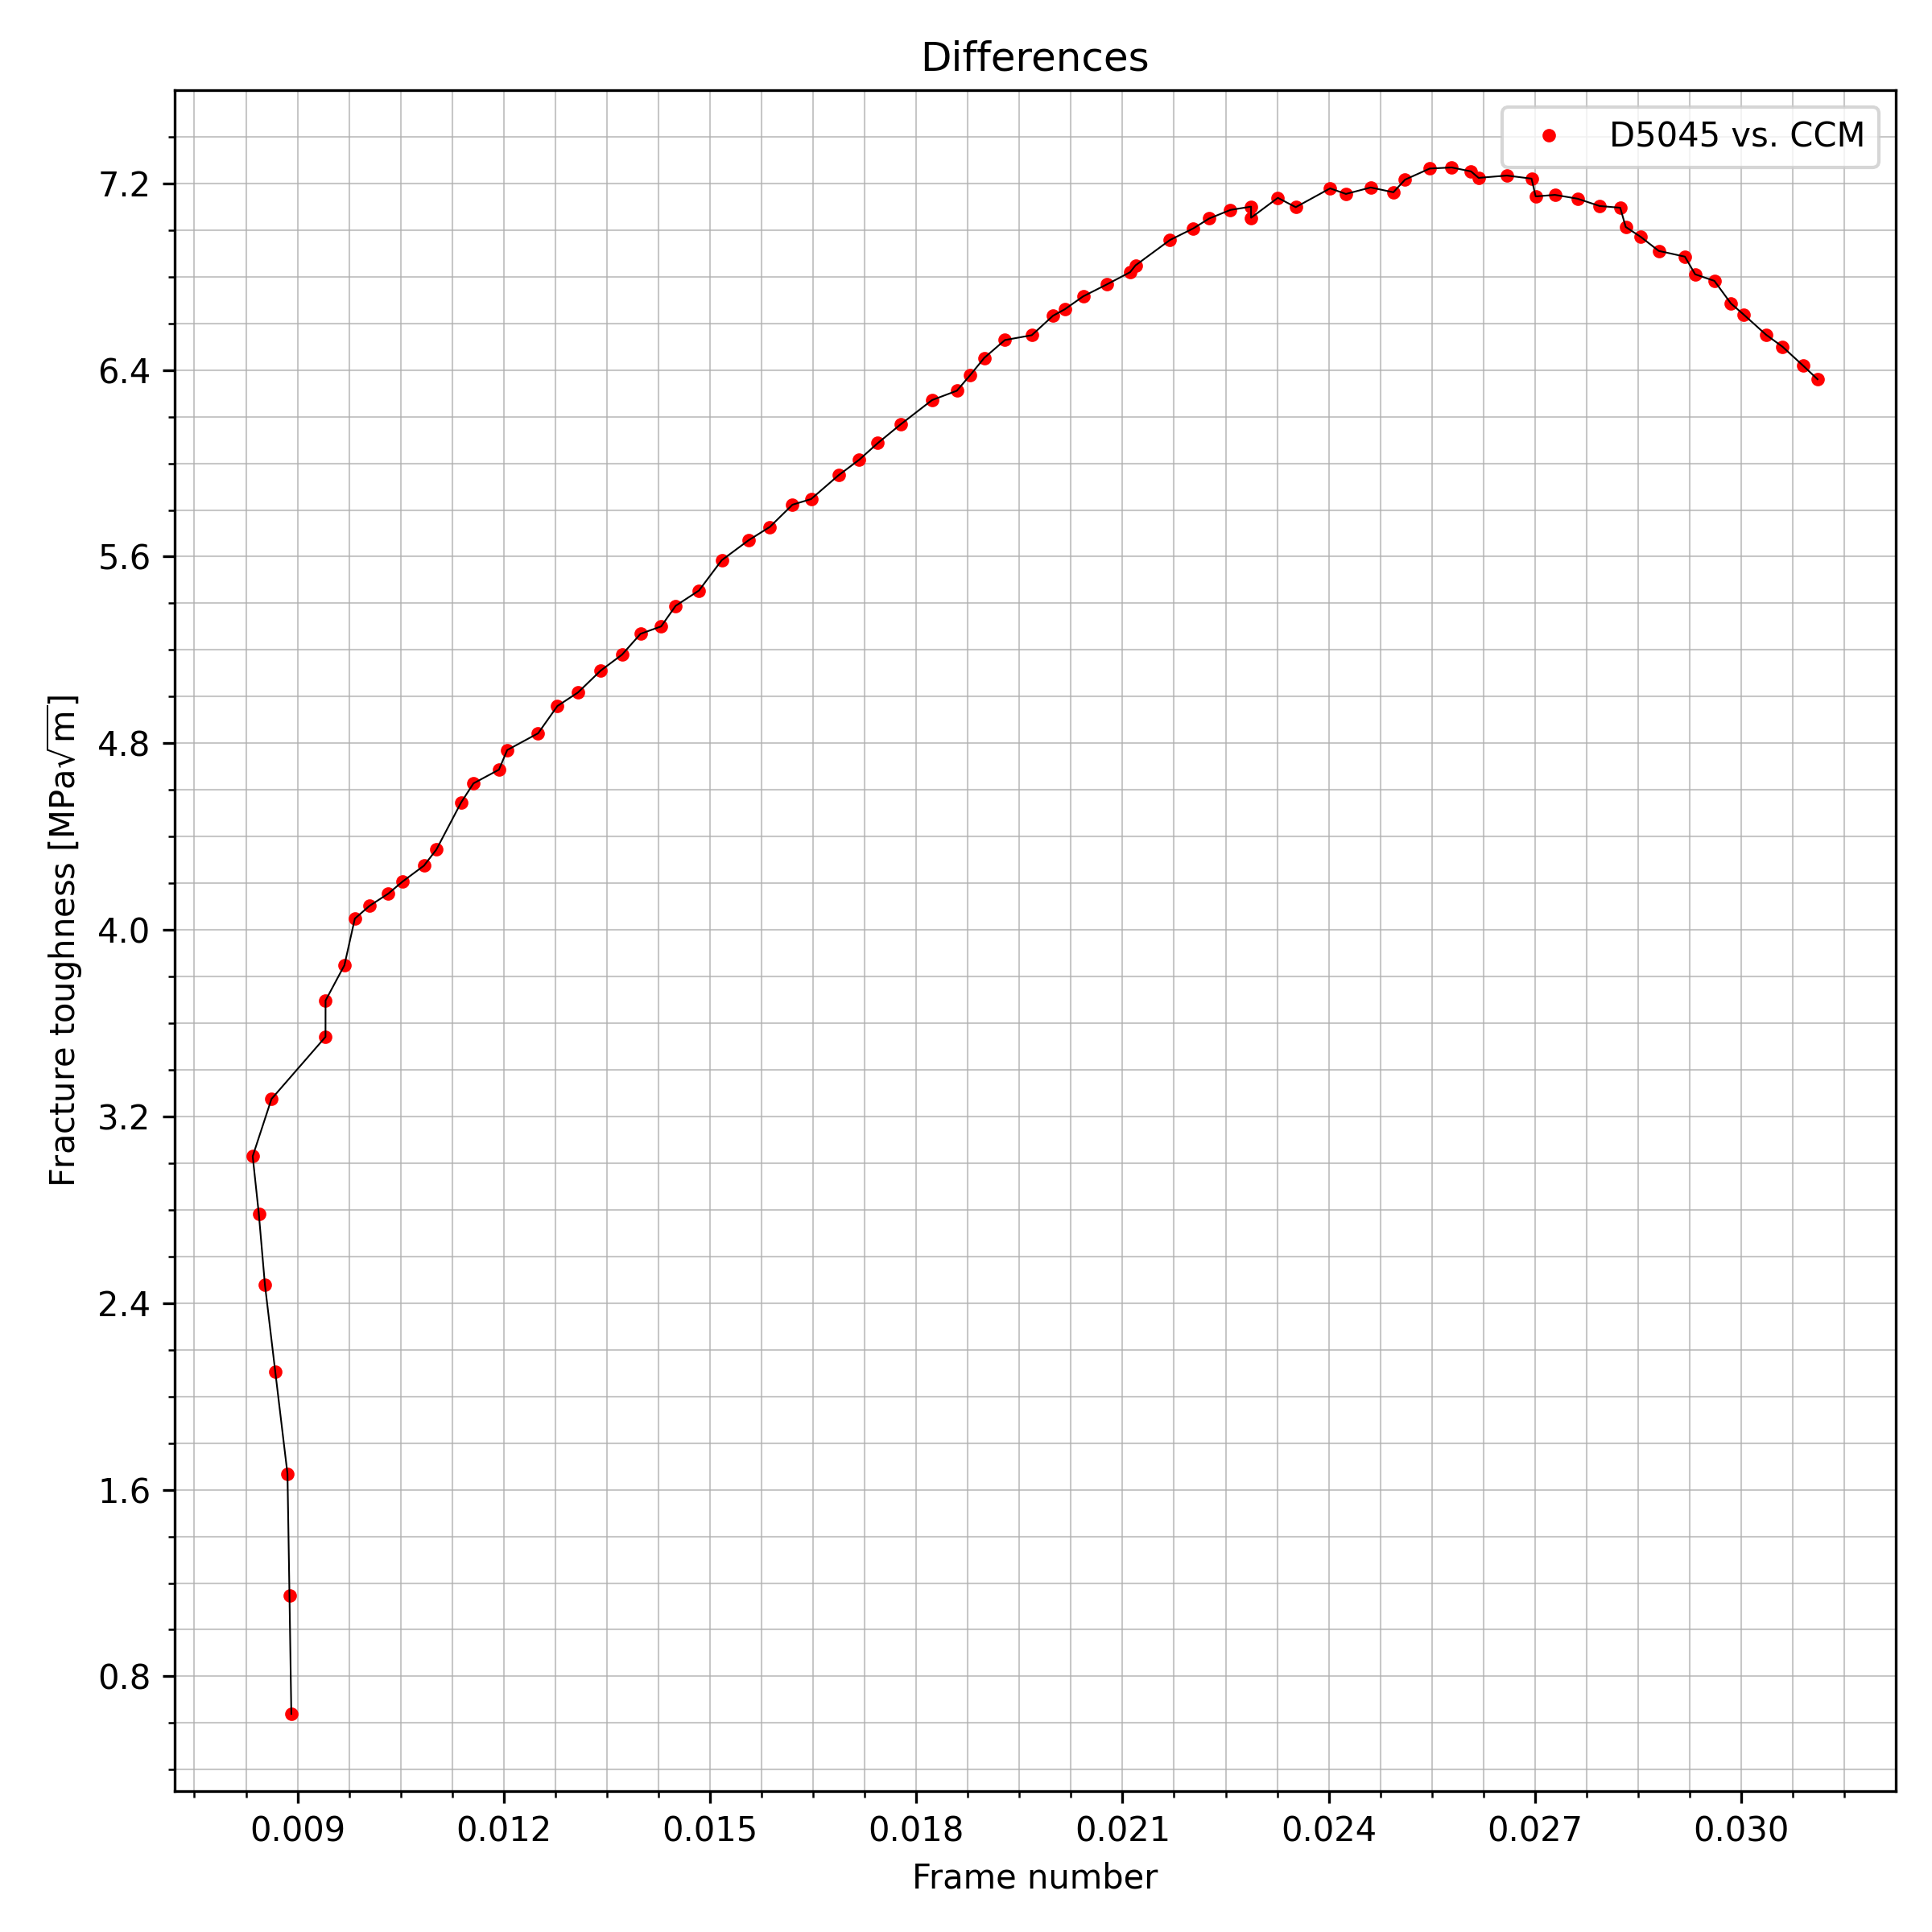 Differences
D5045 vs. CCM
7.2
6.4
5.6
4.8
4.0
3.2
2.4
1.6
0.8
Fracture toughness [MPa√m]
0.009 0.012 0.015 0.018 0.021 0.024 0.027 0.030
Frame number